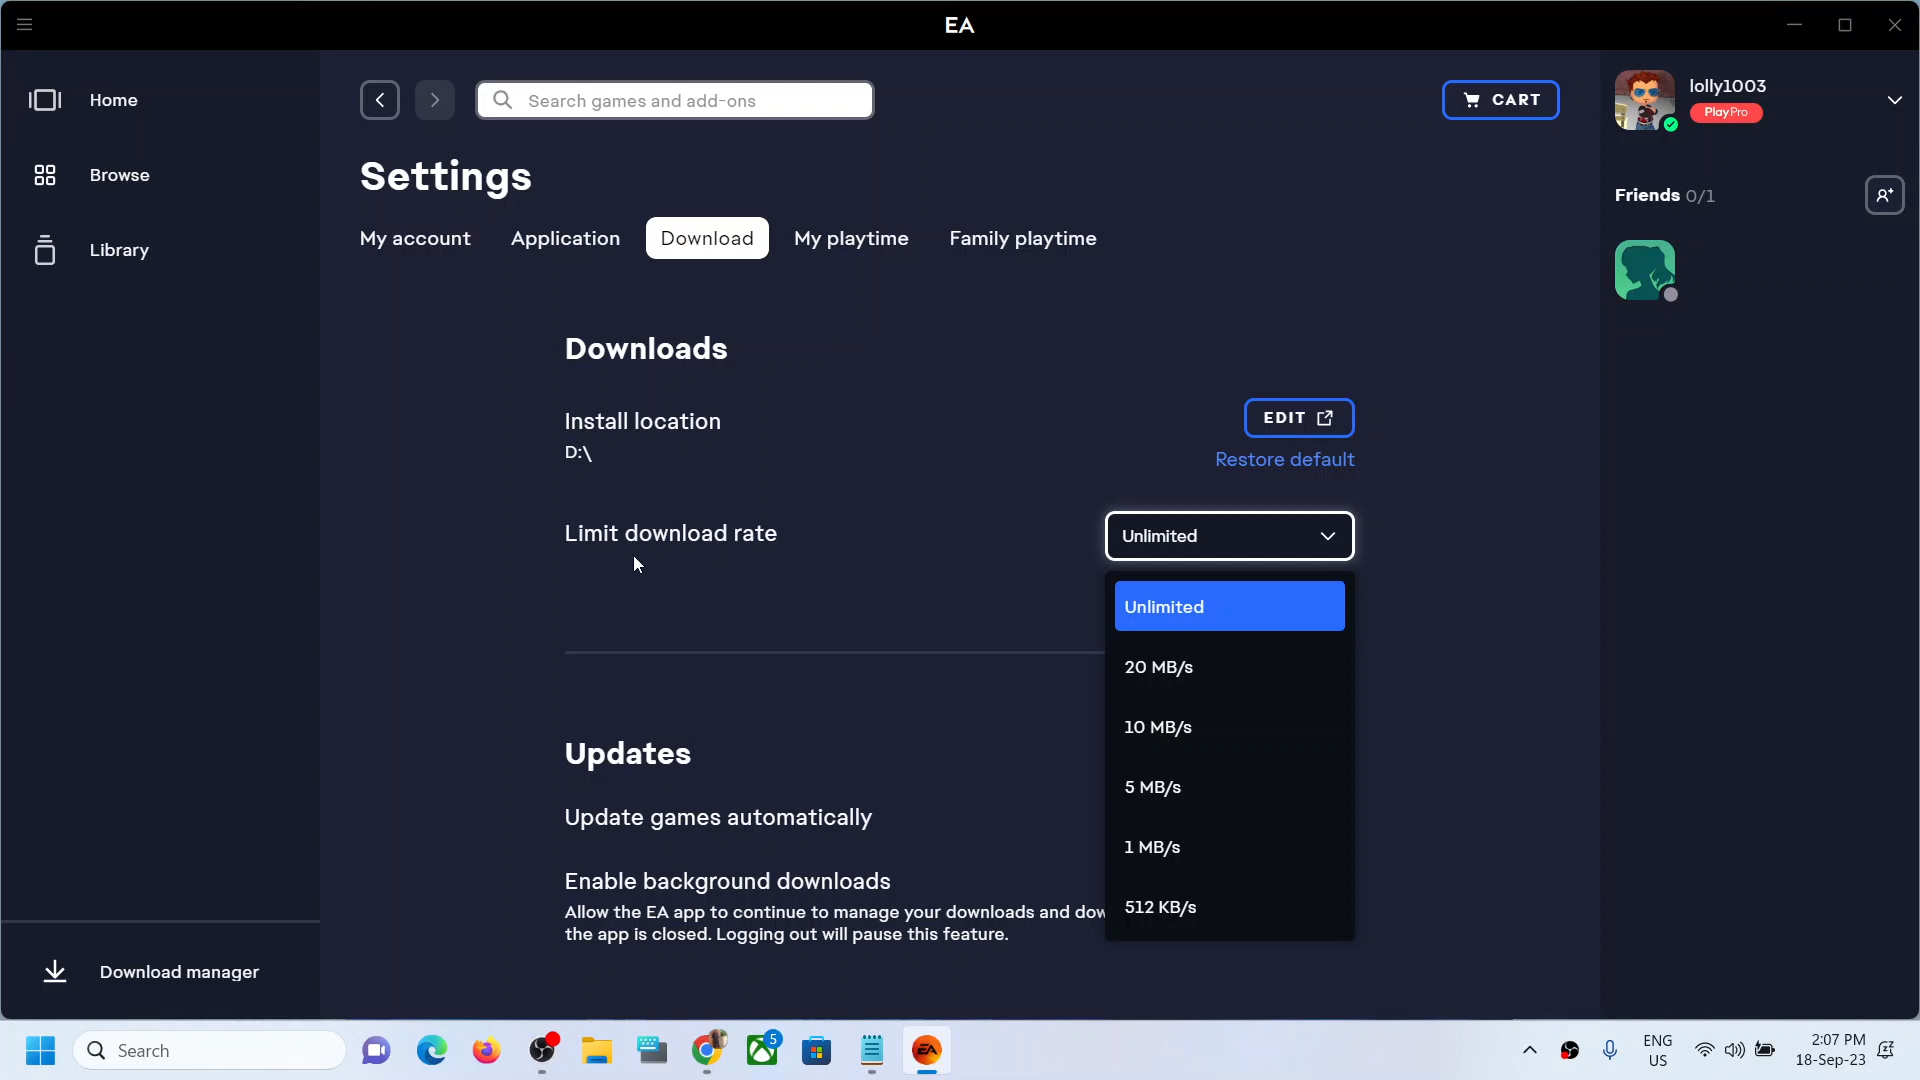 EA
Home
Browse
Library
Download manager
Search games and add-ons
CART
Settings
My account
Application
Download
My playtime
Family playtime
Downloads
Install location
EDIT
D:\
Restore default
Limit download rate
Unlimited
Unlimited
20 MB/s
10 MB/s
5 MB/s
1 MB/s
512 KB/s
Updates
Update games automatically
Enable background downloads
Allow the EA app to continue to manage your downloads and dow
the app is closed. Logging out will pause this feature.
lolly1003
PlayPro
Friends 0/1
Search
5
EA
ENG
US
2:07 PM
18-Sep-23